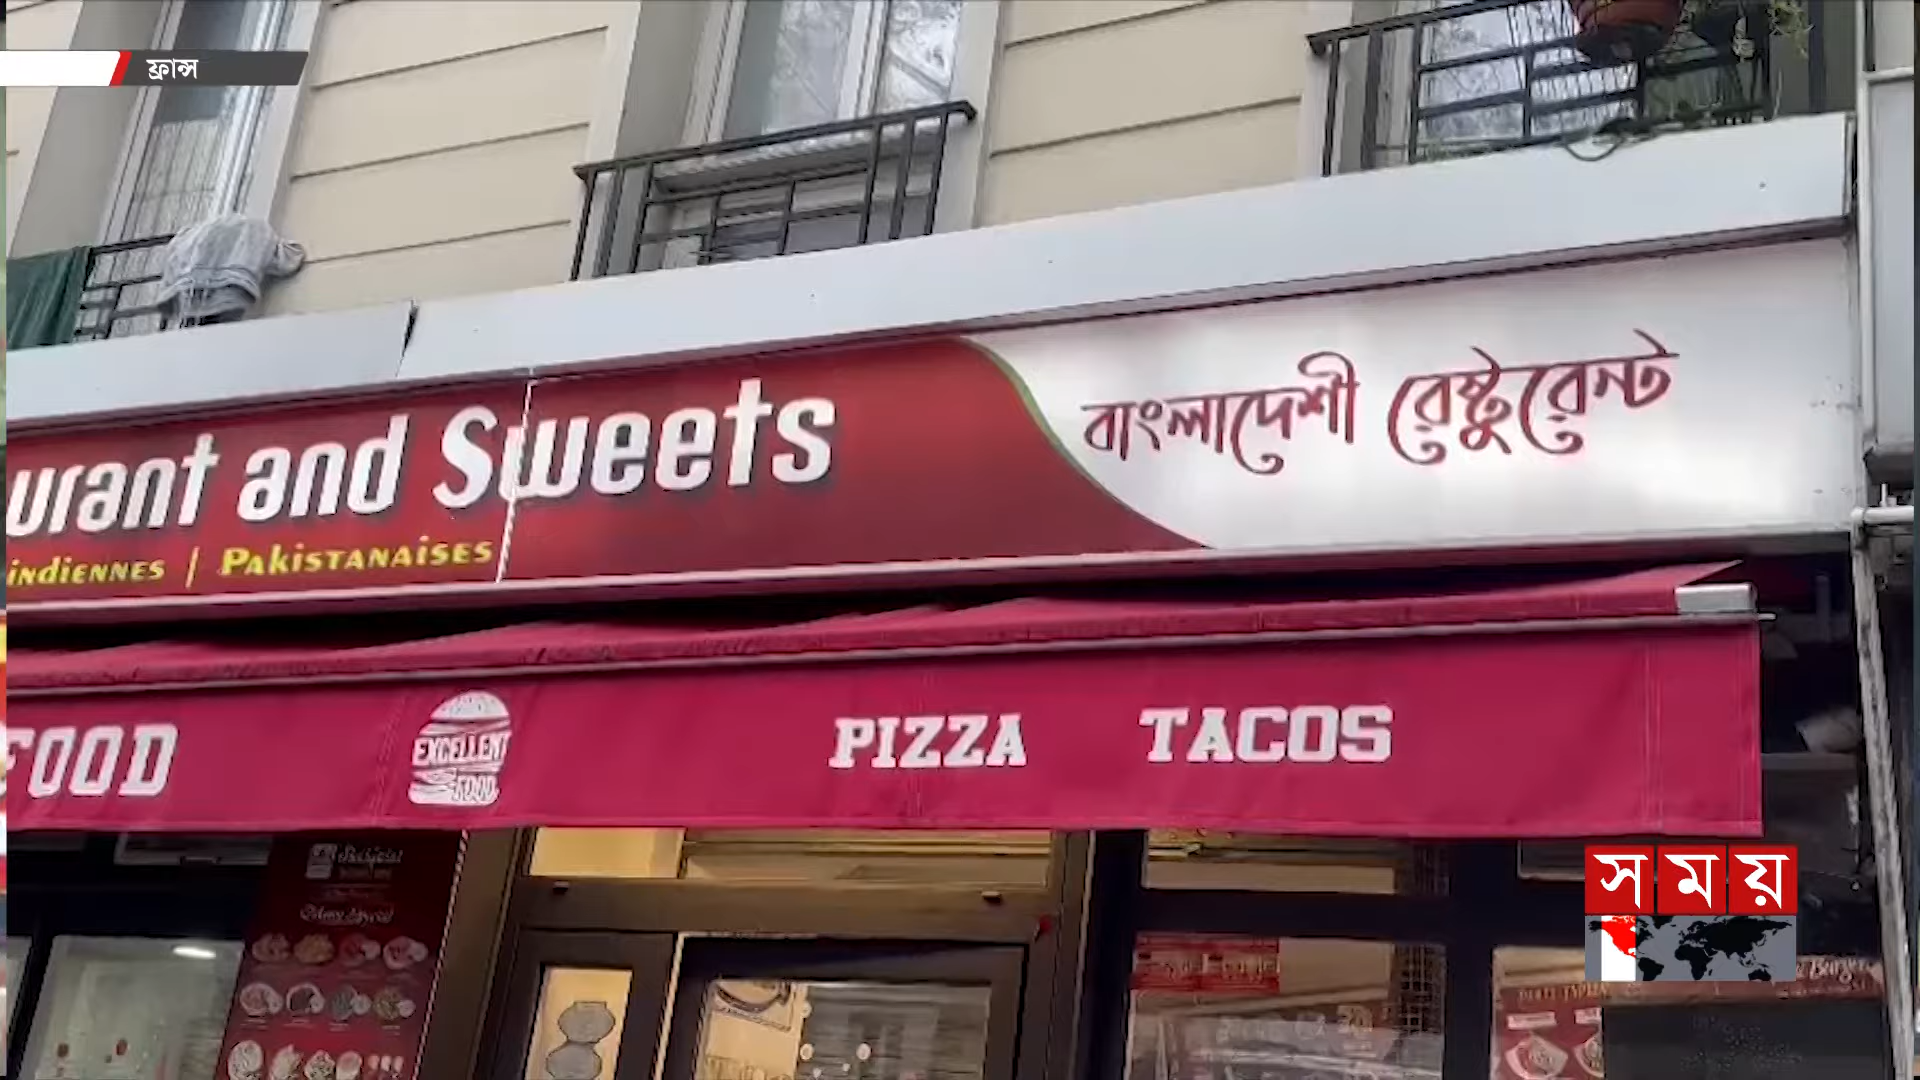 ফ্রান্স
urant and Sweets
indiennes | Pakistanaises
বাংলাদেশী রেষ্টুরেন্ট
FOOD
EXCELLENT
FOOD
PIZZA TACOS
সময়